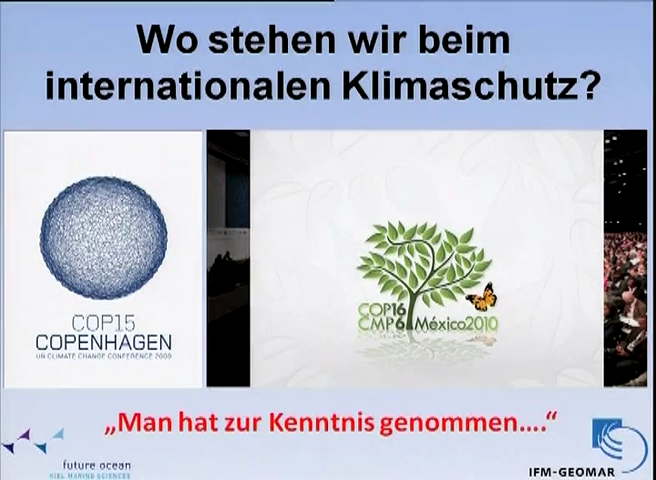 Wo stehen wir beim
internationalen Klimaschutz?
COP15
COPENHAGEN
UN CLIMATE CHANGE CONFERENCE 2009
COP16
CMP6 México2010
„Man hat zur Kenntnis genommen....“
future ocean
KIEL MARINE SCIENCES
IFM-GEOMAR